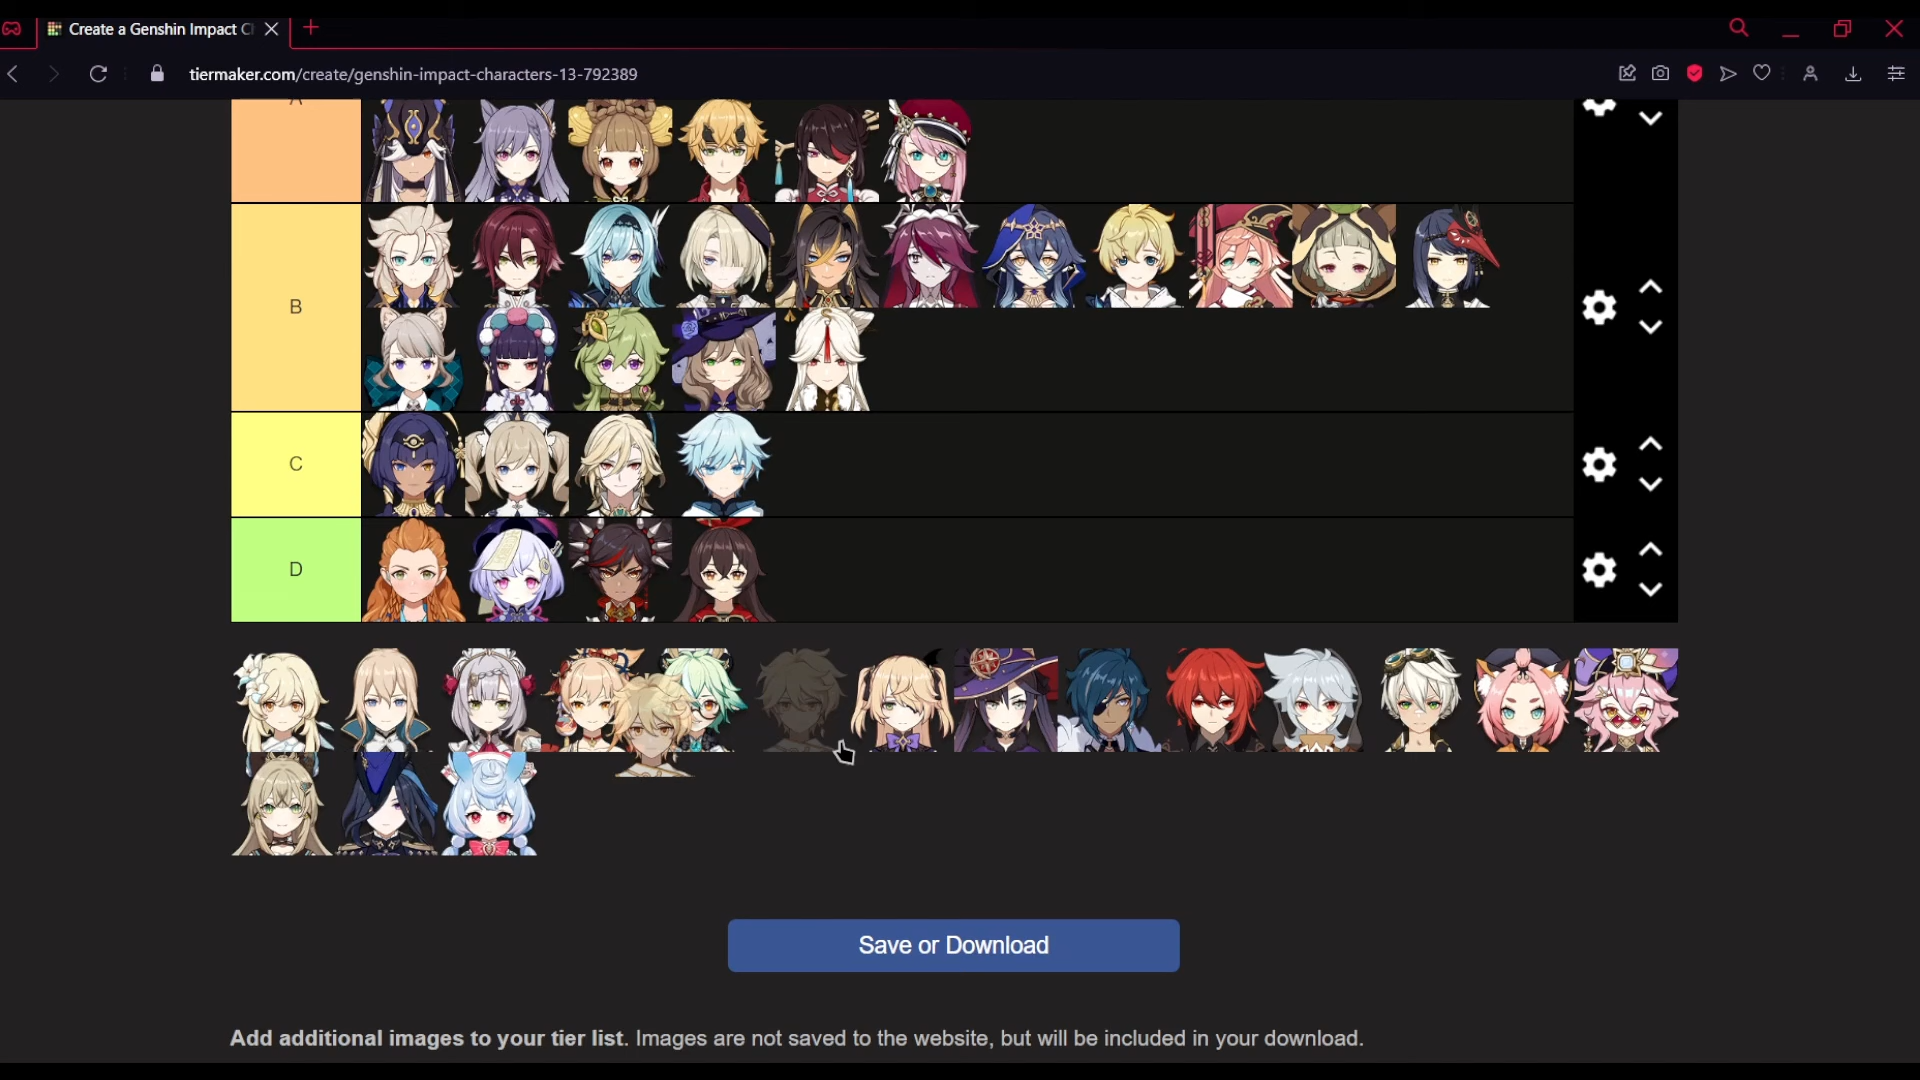 Create a Genshin Impact C
tiermaker.com/create/genshin-impact-characters-13-792389
A
B
C
D
Save or Download
Add additional images to your tier list. Images are not saved to the website, but will be included in your download.